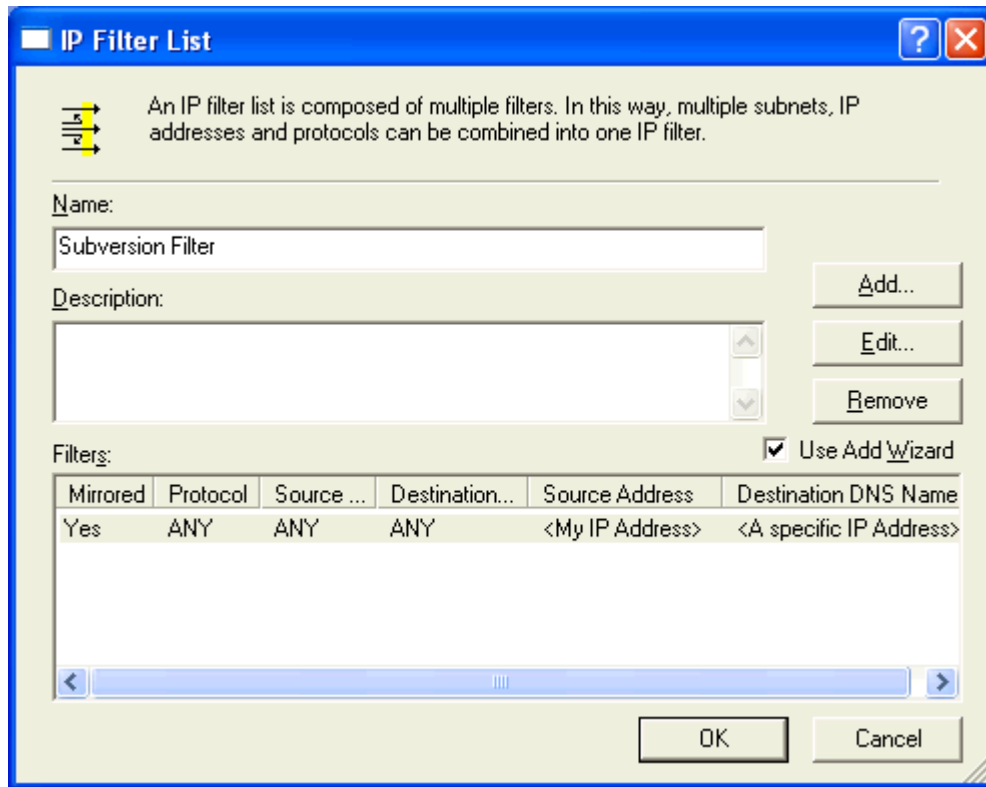 IP Filter List
An IP filter list is composed of multiple filters. In this way, multiple subnets, IP
addresses and protocols can be combined into one IP filter.
Name:
Subversion Filter
Add...
Description:
Edit...
Remove
Filters:
Use Add Wizard
Mirrored Protocol Source ... Destination... Source Address Destination DNS Name
Yes ANY ANY ANY <My IP Address> <A specific IP Address>
OK Cancel